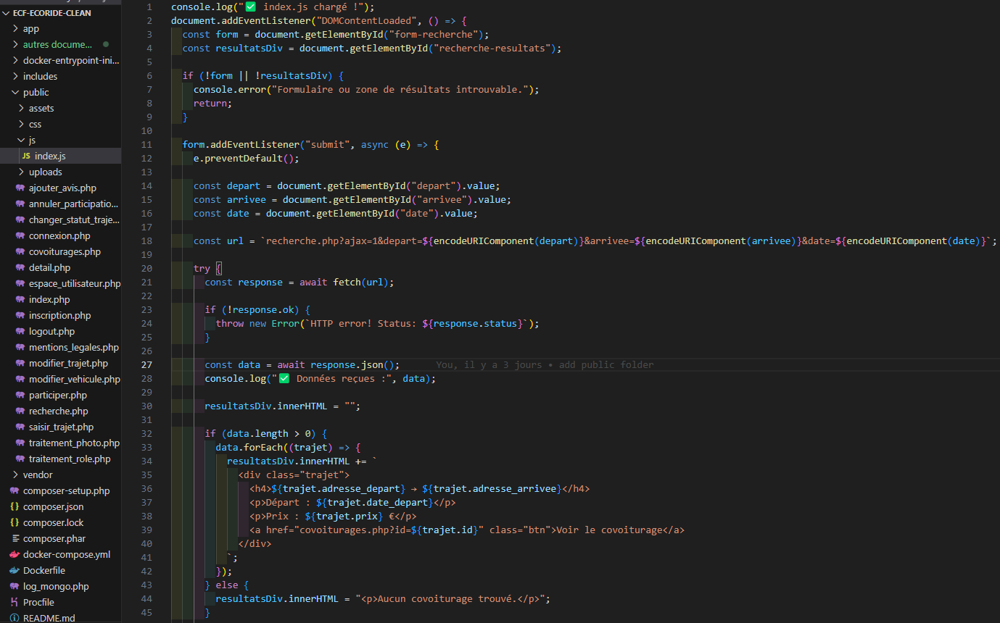 ECF-ECORIDE-CLEAN
app
autres docume...
docker-entrypoint-ini...
includes
public
assets
css
js
JS index.js
uploads
ajouter_avis.php
annuler_participatio...
changer_statut_traje...
connexion.php
covoiturages.php
detail.php
espace_utilisateur.php
index.php
inscription.php
logout.php
mentions_legales.php
modifier_trajet.php
modifier_vehicule.php
participer.php
recherche.php
saisir_trajet.php
traitement_photo.php
traitement_role.php
vendor
composer-setup.php
{} composer.json
{} composer.lock
composer.phar
docker-compose.yml
Dockerfile
log_mongo.php
Procfile
README.md
1 console.log("✅ index.js chargé !");
2 document.addEventListener("DOMContentLoaded", () => {
3 const form = document.getElementById("form-recherche");
4 const resultatsDiv = document.getElementById("recherche-resultats");
5
6 if (!form || !resultatsDiv) {
7 console.error("Formulaire ou zone de résultats introuvable.");
8 return;
9 }
10
11 form.addEventListener("submit", async (e) => {
12 e.preventDefault();
13
14 const depart = document.getElementById("depart").value;
15 const arrivee = document.getElementById("arrivee").value;
16 const date = document.getElementById("date").value;
17
18 const url = `recherche.php?ajax=1&depart=${encodeURIComponent(depart)}&arrivee=${encodeURIComponent(arrivee)}&date=${encodeURIComponent(date)}`;
19
20 try {
21 const response = await fetch(url);
22
23 if (!response.ok) {
24 throw new Error(`HTTP error! Status: ${response.status}`);
25 }
26
27 const data = await response.json(); You, il y a 3 jours • add public folder
28 console.log("✅ Données reçues :", data);
29
30 resultatsDiv.innerHTML = "";
31
32 if (data.length > 0) {
33 data.forEach((trajet) => {
34 resultatsDiv.innerHTML += `
35 <div class="trajet">
36 <h4>${trajet.adresse_depart} → ${trajet.adresse_arrivee}</h4>
37 <p>Départ : ${trajet.date_depart}</p>
38 <p>Prix : ${trajet.prix} €</p>
39 <a href="covoiturages.php?id=${trajet.id}" class="btn">Voir le covoiturage</a>
40 </div>
41 `;
42 });
43 } else {
44 resultatsDiv.innerHTML = "<p>Aucun covoiturage trouvé.</p>";
45 }